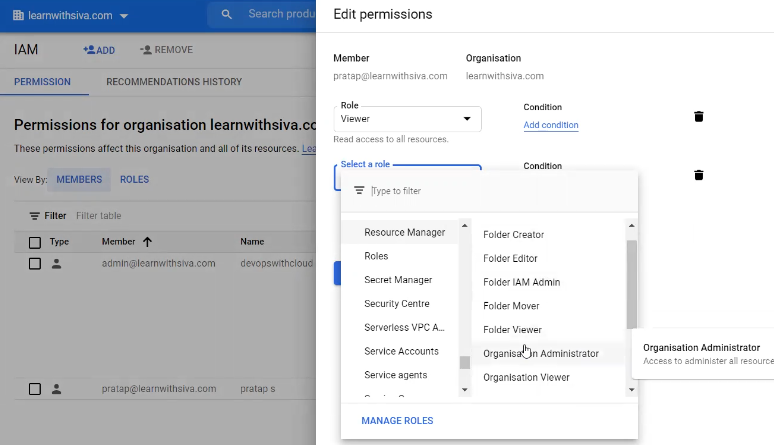 learnwithsiva.com
Search produ
IAM
ADD
REMOVE
PERMISSION
RECOMMENDATIONS HISTORY
Permissions for organisation learnwithsiva.co
These permissions affect this organisation and all of its resources. Lea
View By: MEMBERS ROLES
Filter Filter table
Type Member Name
admin@learnwithsiva.com devopswithcloud
pratap@learnwithsiva.com pratap s
Edit permissions
Member Organisation
pratap@learnwithsiva.com learnwithsiva.com
Role Condition
Viewer Add condition
Read access to all resources.
Select a role Condition
Type to filter
Resource Manager
Roles
Secret Manager
Security Centre
Serverless VPC A...
Service Accounts
Service agents
Folder Creator
Folder Editor
Folder IAM Admin
Folder Mover
Folder Viewer
Organisation Administrator
Organisation Viewer
MANAGE ROLES
Organisation Administrator
Access to administer all resource